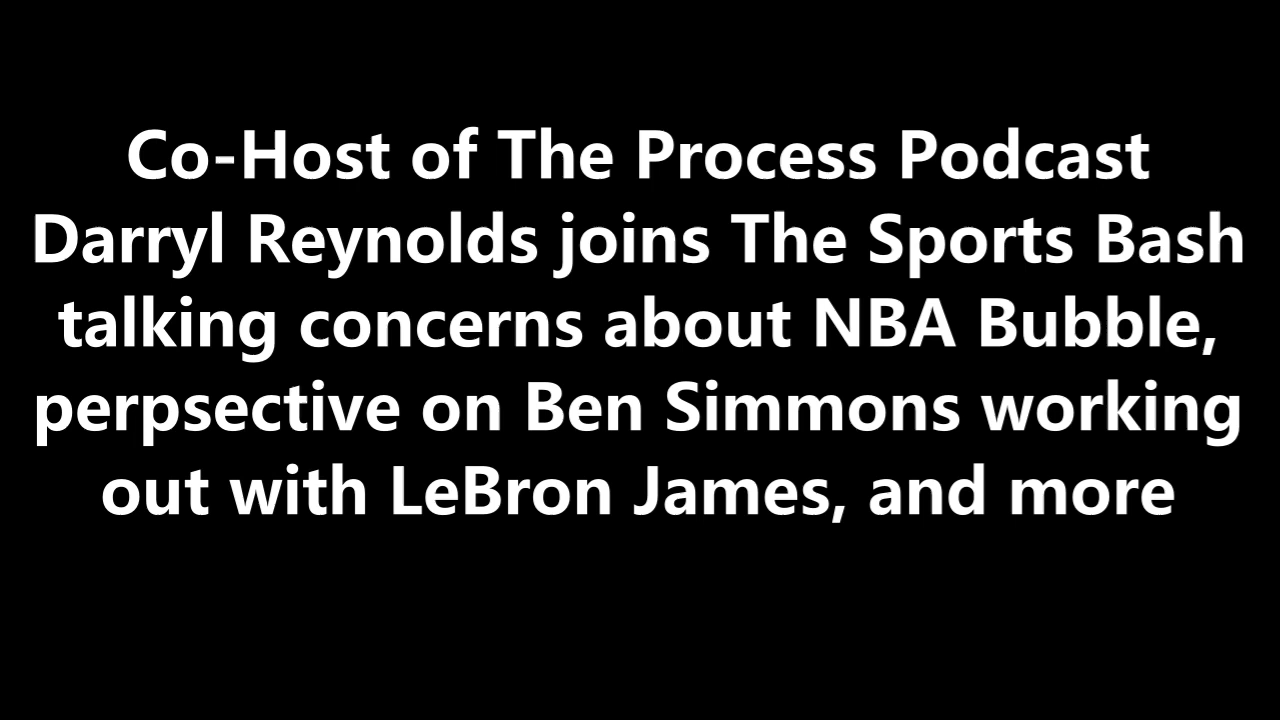 Co-Host of The Process Podcast
Darryl Reynolds joins The Sports Bash
talking concerns about NBA Bubble,
perpsective on Ben Simmons working
out with LeBron James, and more